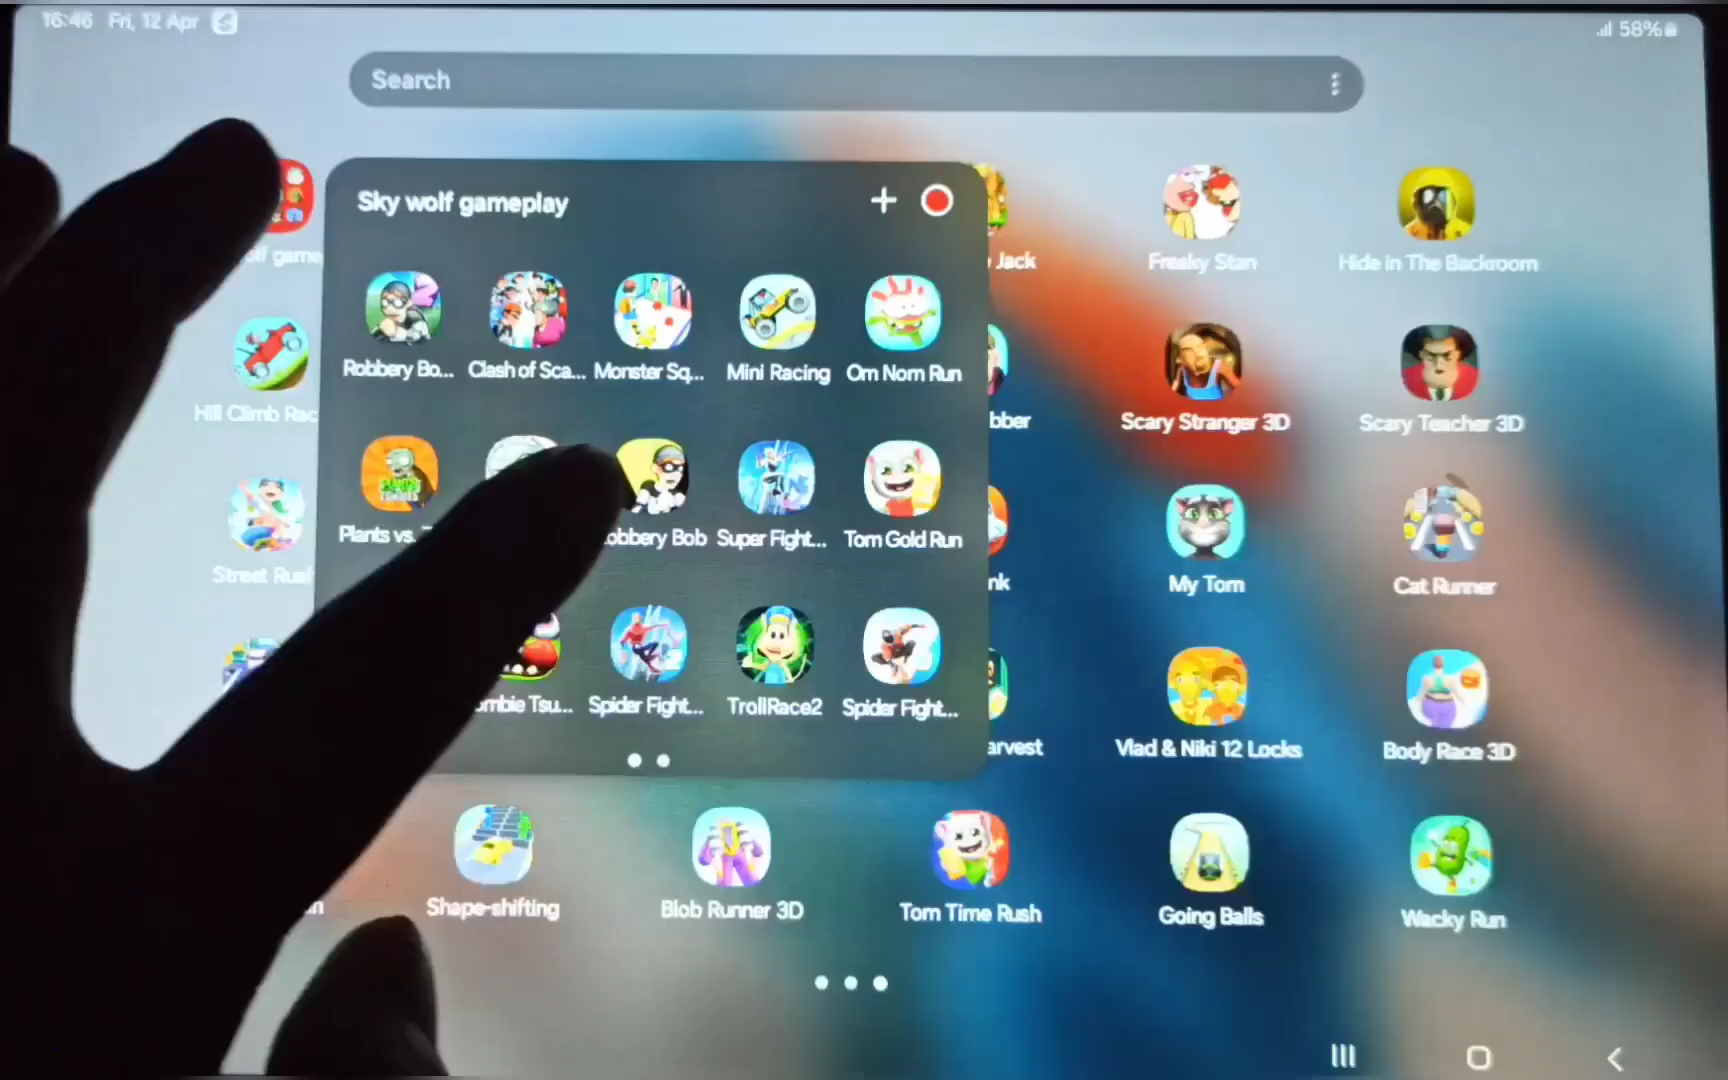 16:46 Fri, 12 Apr
58%
Search
Sky wolf gameplay
Robbery Bo...
Clash of Sca...
Monster Sq...
Mini Racing
Om Nom Run
Plants vs.
obbery Bob
Super Fight...
Tom Gold Run
ombie Tsu...
Spider Fight...
TrollRace2
Spider Fight...
olf game
Jack
Freaky Stan
Hide in The Backroom
Hill Climb Rac
bber
Scary Stranger 3D
Scary Teacher 3D
Street Rus
nk
My Tom
Cat Runner
arvest
Vlad & Niki 12 Locks
Body Race 3D
Shape-shifting
Blob Runner 3D
Tom Time Rush
Going Balls
Wacky Run